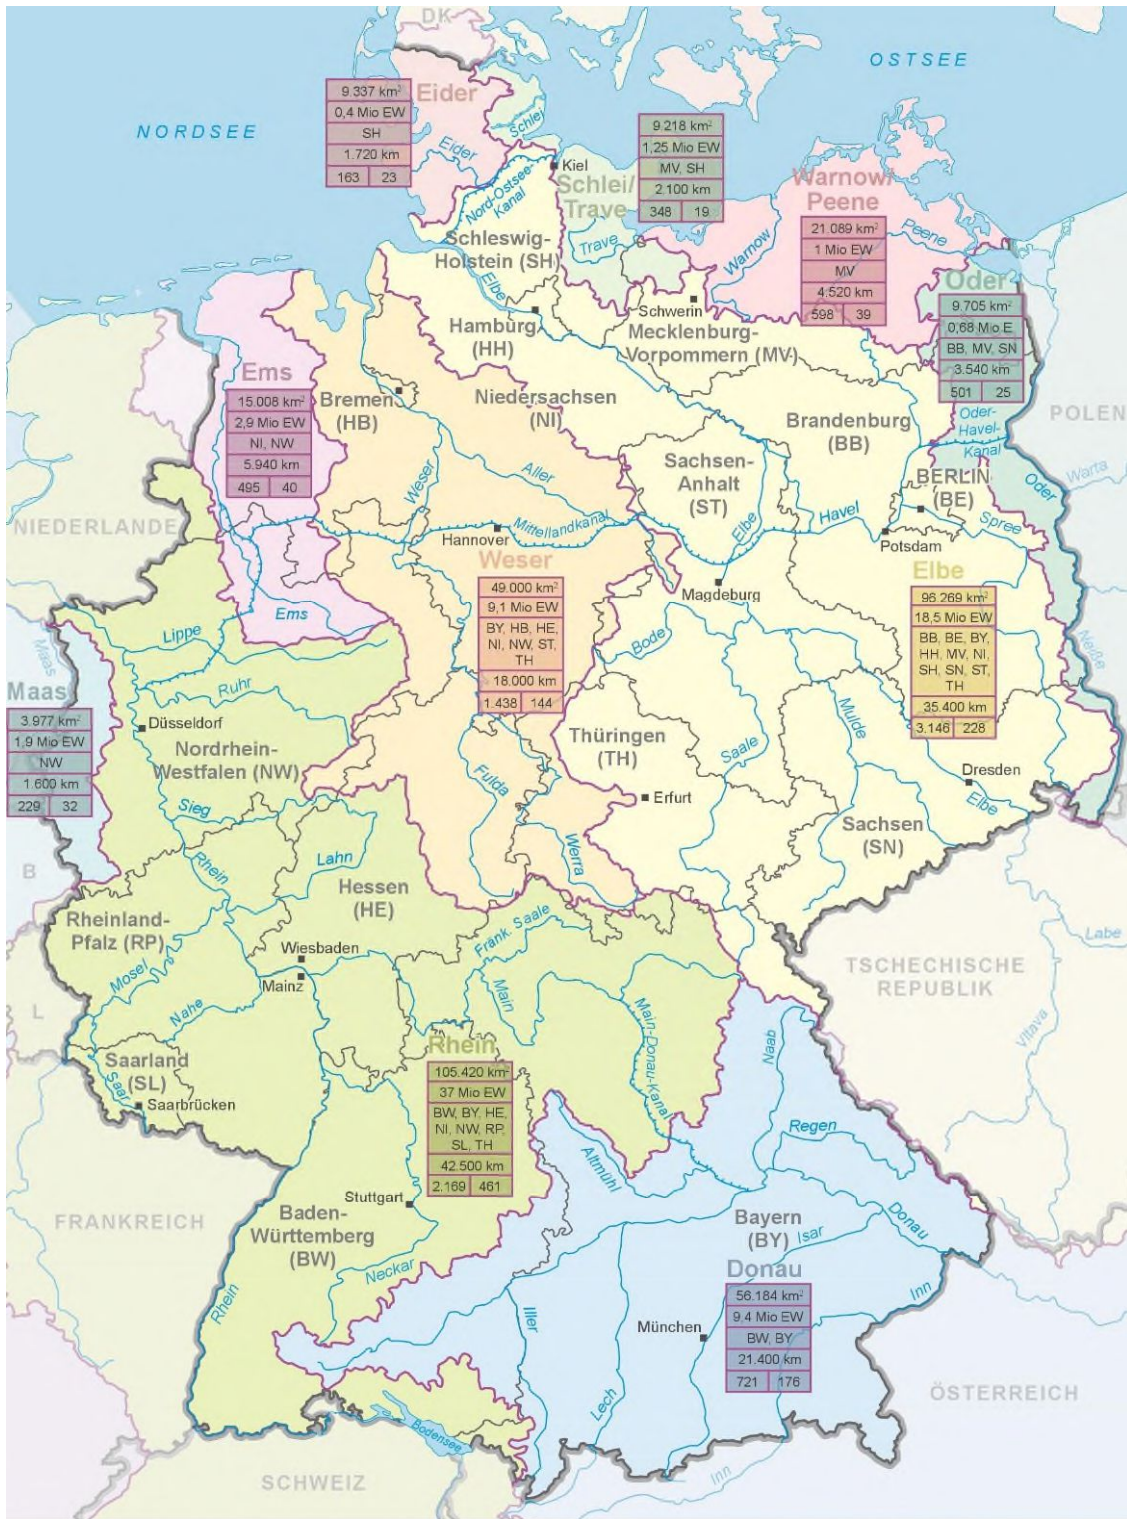 DK
OSTSEE
NORDSEE
9.337 km²
0,4 Mio EW
SH
1.720 km
163 23
Eider
Eider
Schlei
Kiel
Nord-Ostsee-
Kanal
9.218 km²
1,25 Mio EW
MV, SH
2.100 km
348 19
Schlei/
Trave
Trave
Warnow/
Peene
21.089 km²
1 Mio EW
MV
4.520 km
598 39
Warnow
Peene
Schleswig-
Holstein (SH)
Elbe
Hamburg
(HH)
Schwerin
Mecklenburg-
Vorpommern (MV)
Oder
9.705 km²
0,68 Mio E
BB, MV, SN
3.540 km
501 25
Oder-
Havel-
Kanal
POLEN
Warta
Ems
15.008 km²
2,9 Mio EW
NI, NW
5.940 km
495 40
Bremen
(HB)
Niedersachsen
(NI)
Weser
Aller
Brandenburg
(BB)
Sachsen-
Anhalt
(ST)
BERLIN
(BE)
Oder
Elbe
Havel
Spree
Potsdam
NIEDERLANDE
Hannover
Mittellandkanal
Weser
49.000 km²
9,1 Mio EW
BY, HB, HE,
NI, NW, ST,
TH
18.000 km
1.438 144
Magdeburg
Elbe
96.269 km²
18,5 Mio EW
BB, BE, BY,
HH, MV, NI,
SH, SN, ST,
TH
35.400 km
3.146 228
Neiße
Ems
Lippe
Bode
Maas
Maas
3.977 km²
1,9 Mio EW
NW
1.600 km
229 32
Ruhr
Düsseldorf
Nordrhein-
Westfalen (NW)
Thüringen
(TH)
Saale
Mulde
Fulda
Erfurt
Dresden
Elbe
Sieg
Sachsen
(SN)
Rhein
Lahn
Werra
B
Hessen
(HE)
Rheinland-
Pfalz (RP)
Fränk. Saale
Wiesbaden
Mainz
Mosel
Nahe
Main
Labe
TSCHECHISCHE
REPUBLIK
L
Vltava
Main-Donau-Kanal
Naab
Saarland
(SL)
Saar
Saarbrücken
Rhein
105.420 km²
37 Mio EW
BW, BY, HE,
NI, NW, RP,
SL, TH
42.500 km
2.169 461
Regen
Altmühl
Stuttgart
FRANKREICH
Baden-
Württemberg
(BW)
Bayern
(BY)
Isar
Donau
Neckar
Rhein
Donau
56.184 km²
9,4 Mio EW
BW, BY
21.400 km
721 176
Inn
Iller
München
Lech
ÖSTERREICH
Bodensee
SCHWEIZ
Inn